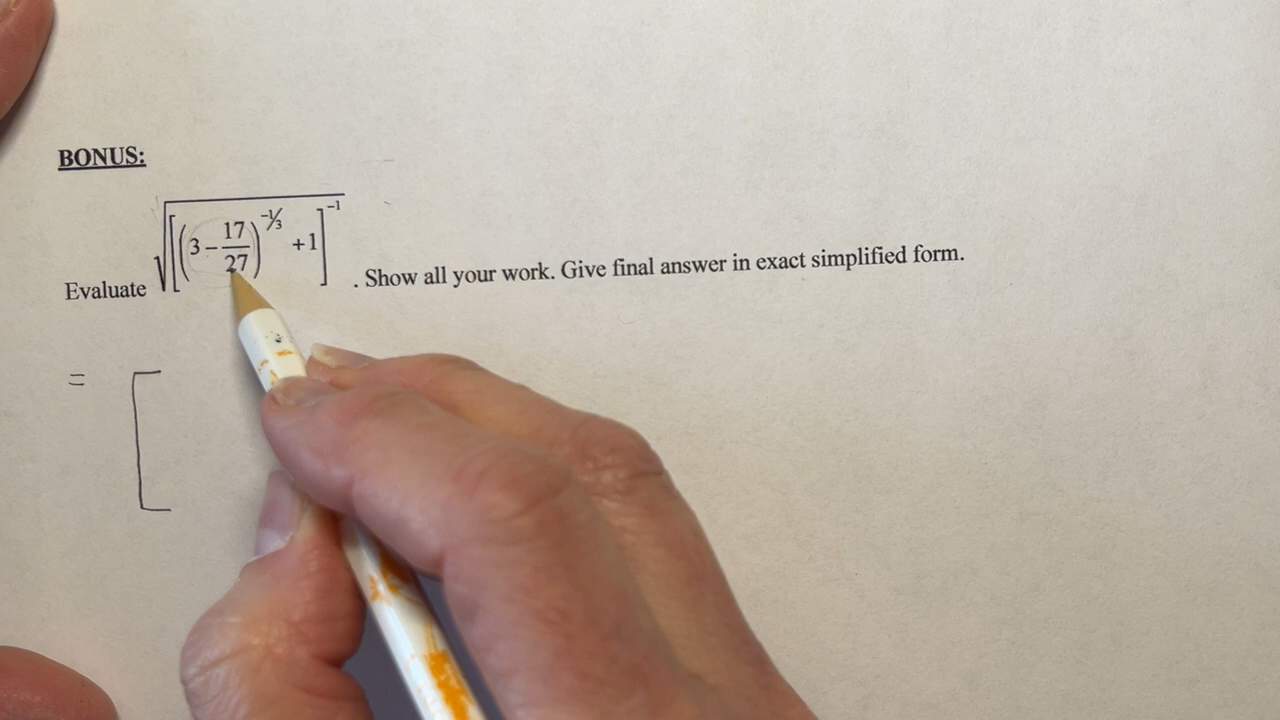 BONUS:
Evaluate √[(3 − 17/27)^(−1/3) + 1]^(−1) . Show all your work. Give final answer in exact simplified form.
= [